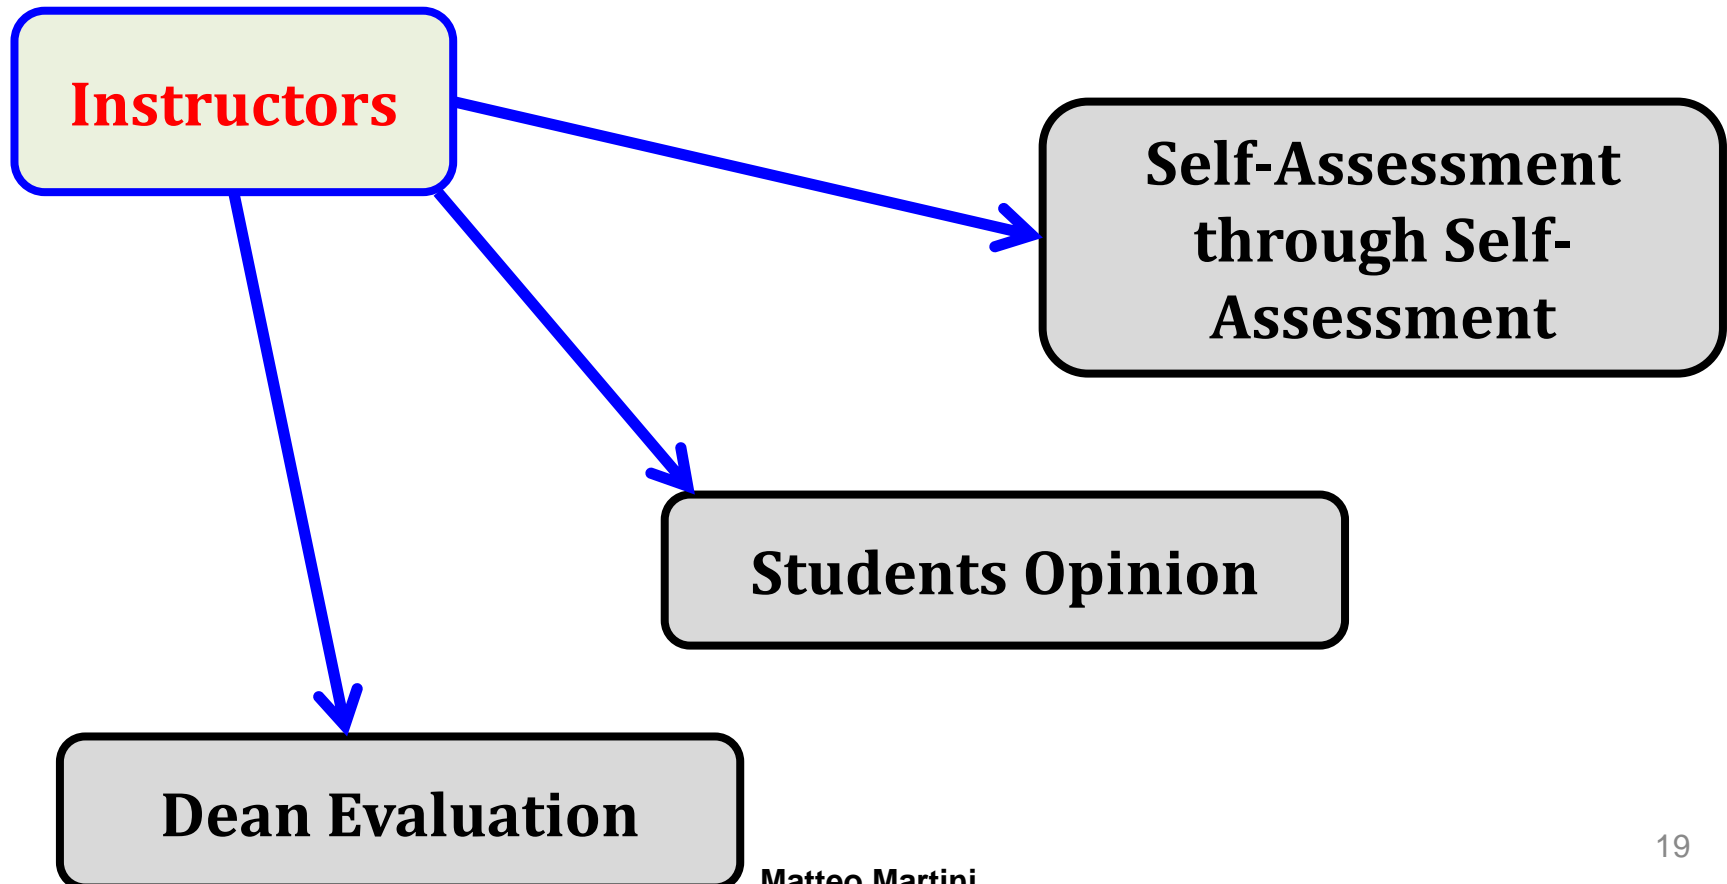 Instructors
Self-Assessment
through Self-
Assessment
Students Opinion
Dean Evaluation
19
Matteo Martini